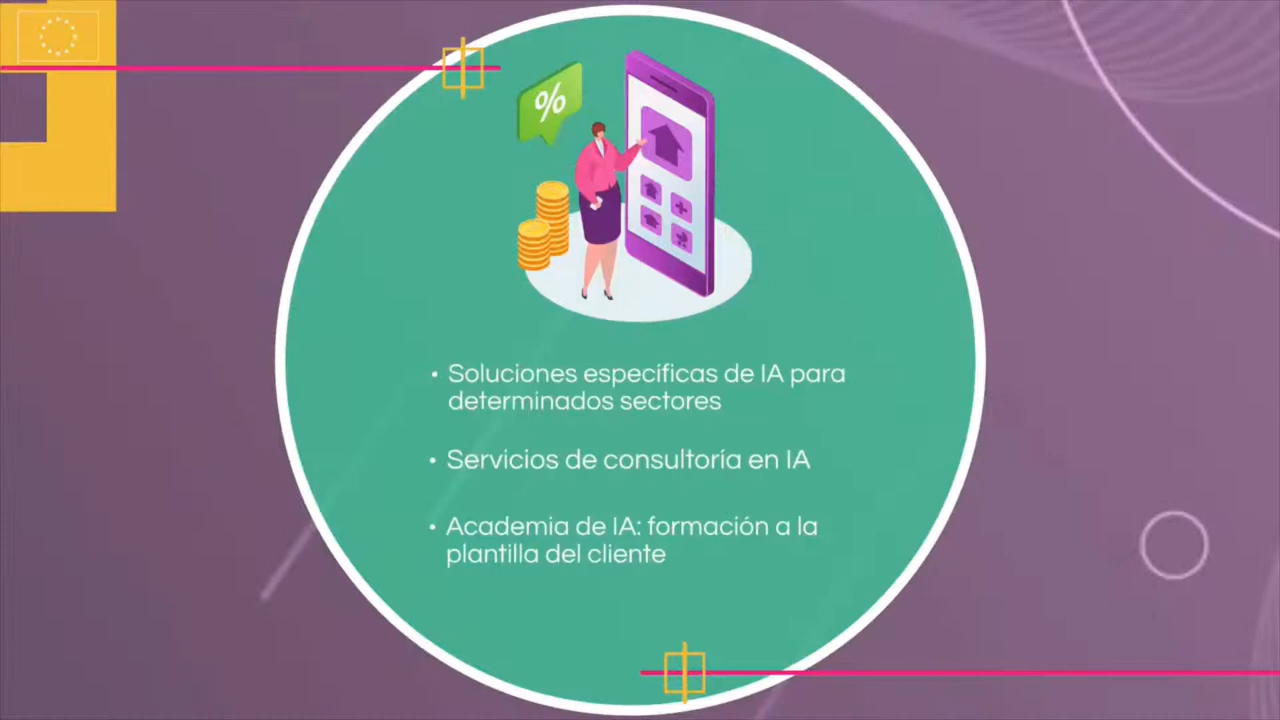 %
• Soluciones específicas de IA para
determinados sectores
• Servicios de consultoría en IA
• Academia de IA: formación a la
plantilla del cliente